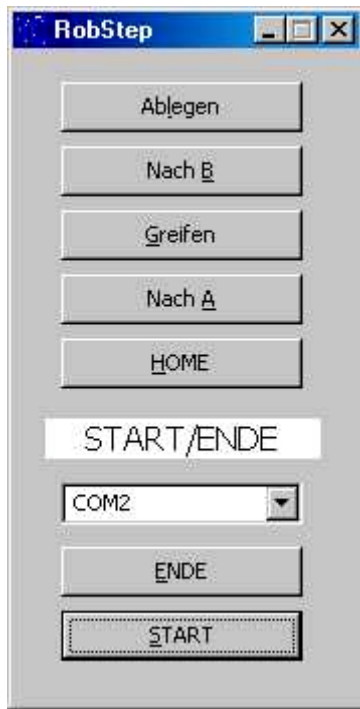 RobStep
Ablegen
Nach B
Greifen
Nach A
HOME
START/ENDE
COM2
ENDE
START